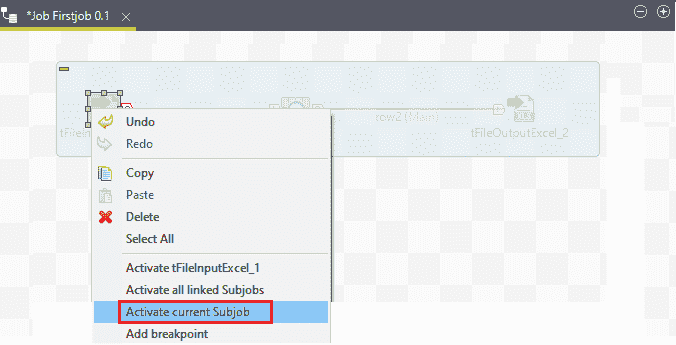 *Job Firstjob 0.1
row2 (Main)
tFileIn
tFileOutputExcel_2
Undo
Redo
Copy
Paste
Delete
Select All
Activate tFileInputExcel_1
Activate all linked Subjobs
Activate current Subjob
Add breakpoint